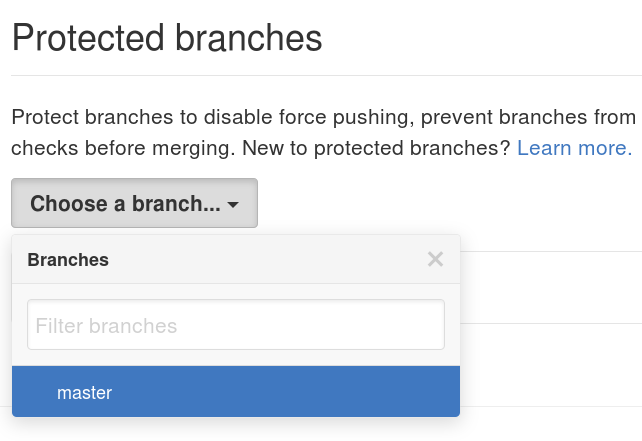 Protected branches
Protect branches to disable force pushing, prevent branches from
checks before merging. New to protected branches? Learn more.
Choose a branch...
Branches
Filter branches
master